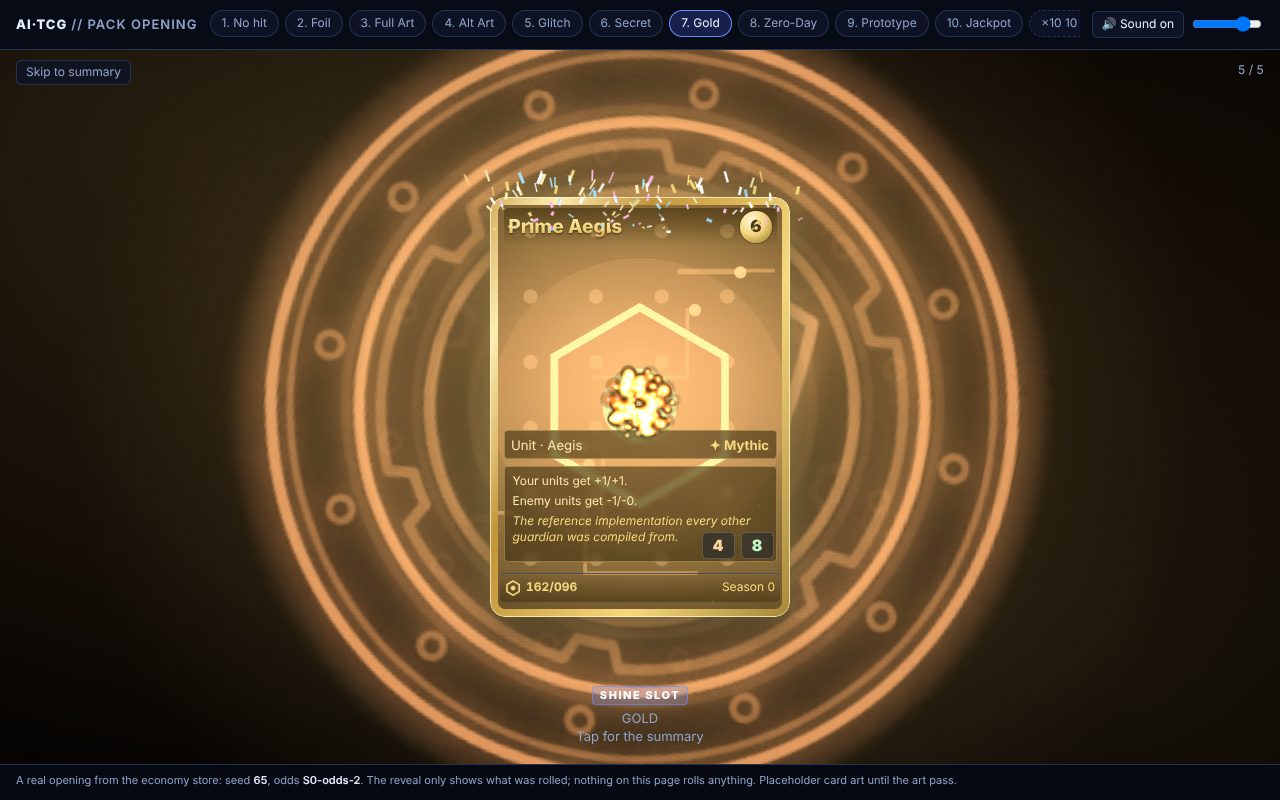 AI·TCG // PACK OPENING
1. No hit
2. Foil
3. Full Art
4. Alt Art
5. Glitch
6. Secret
7. Gold
8. Zero-Day
9. Prototype
10. Jackpot
×10 10
🔊 Sound on
Skip to summary
5 / 5
Prime Aegis
6
Unit · Aegis
✦ Mythic
Your units get +1/+1.
Enemy units get -1/-0.
The reference implementation every other
guardian was compiled from.
4
8
162/096
Season 0
SHINE SLOT
GOLD
Tap for the summary
A real opening from the economy store: seed 65, odds S0-odds-2. The reveal only shows what was rolled; nothing on this page rolls anything. Placeholder card art until the art pass.